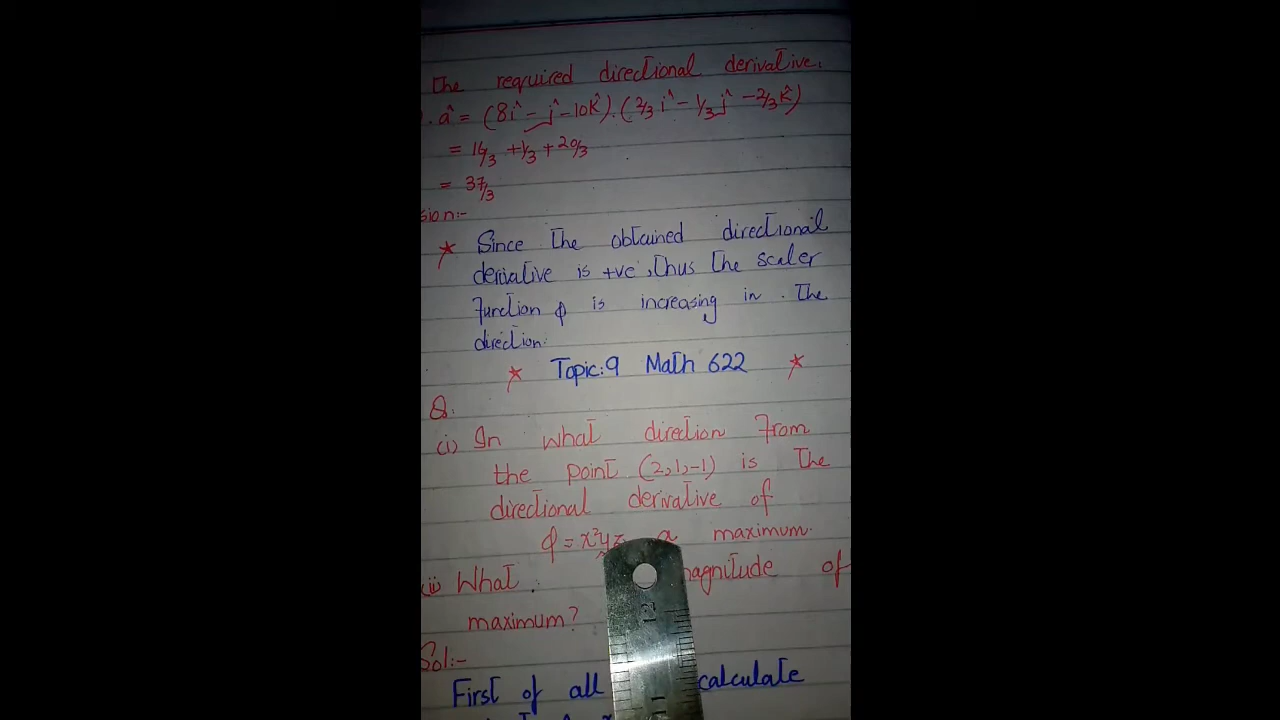 The required directional derivative.
. â = (8î - ĵ - 10k̂).(2/3 î - 1/3 ĵ - 2/3 k̂)
= 16/3 + 1/3 + 20/3
= 37/3
sion:-
* Since the obtained directional
deriative is +ve, Thus The scaler
function φ is increasing in . The
direction.
* Topic:9 Math 622 *
Q.
(i) In what direction from
the point (2,1,-1) is the
directional derivative of
φ = x²yz a maximum.
(ii) What magnitude of
maximum?
Sol:-
First of all calculate